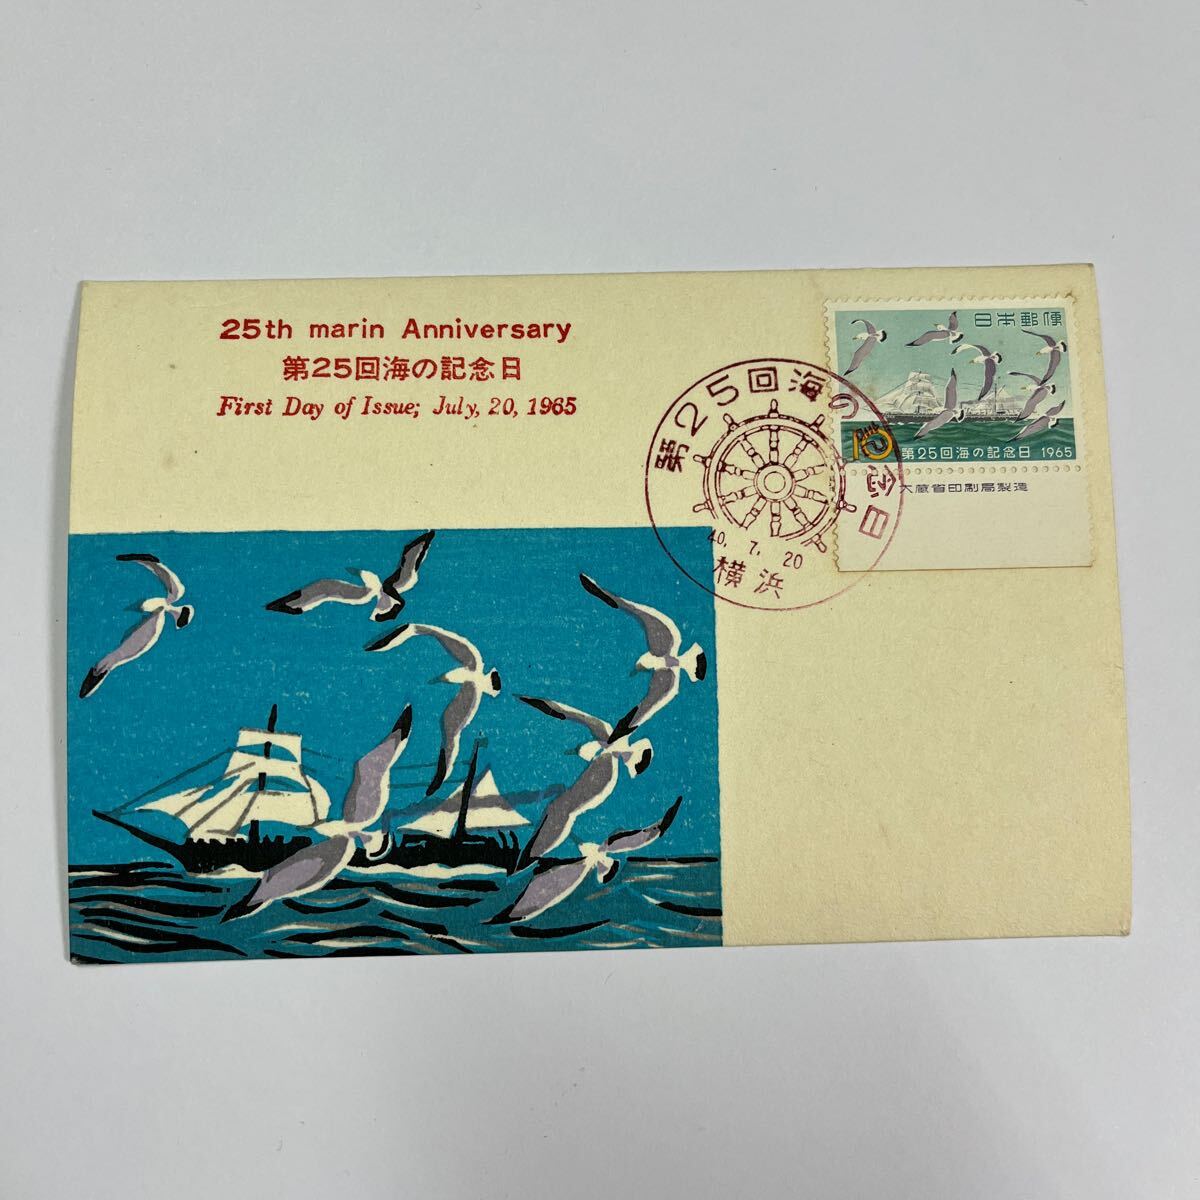 25th marin Anniversary
第25回海の記念日
First Day of Issue; July, 20, 1965
日本郵便
10
第25回海の記念日 1965
大蔵省印刷局製造
第25回海の念日
40. 7. 20
横浜